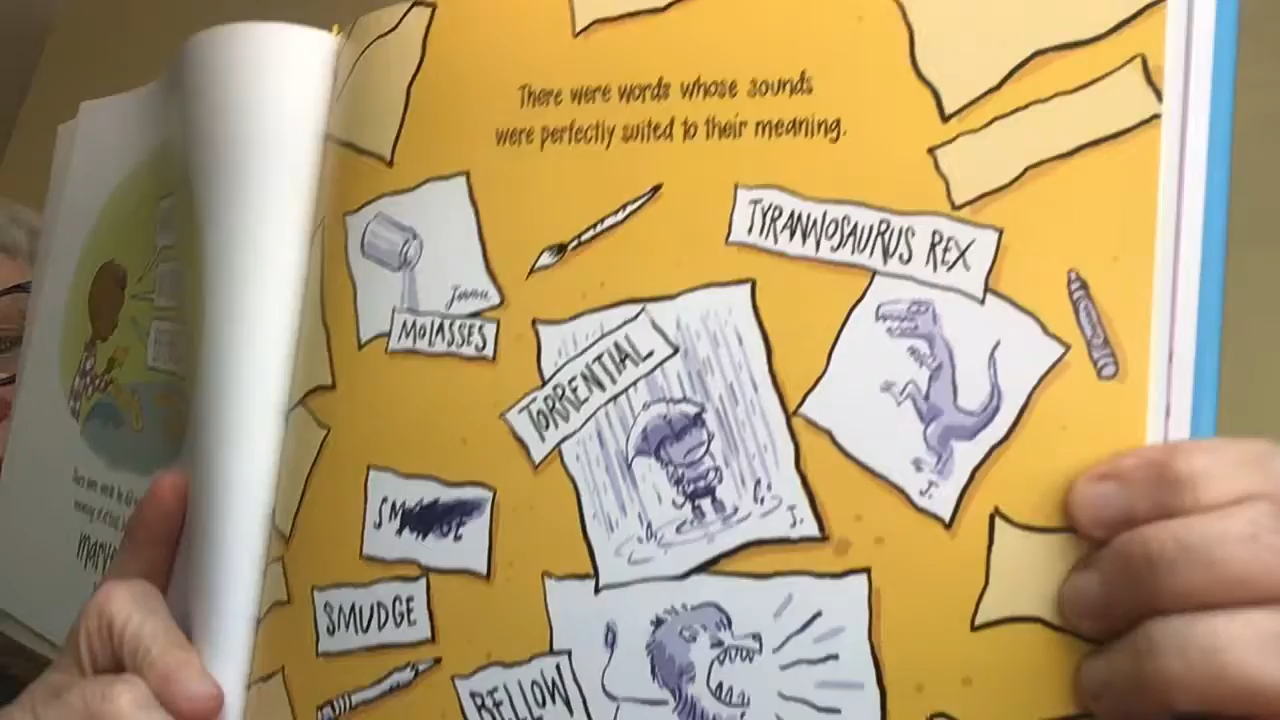 There were words whose sounds
were perfectly suited to their meaning.
TYRANNOSAURUS REX
MOLASSES
TORRENTIAL
J.
J.
SMUDGE
BELLOW